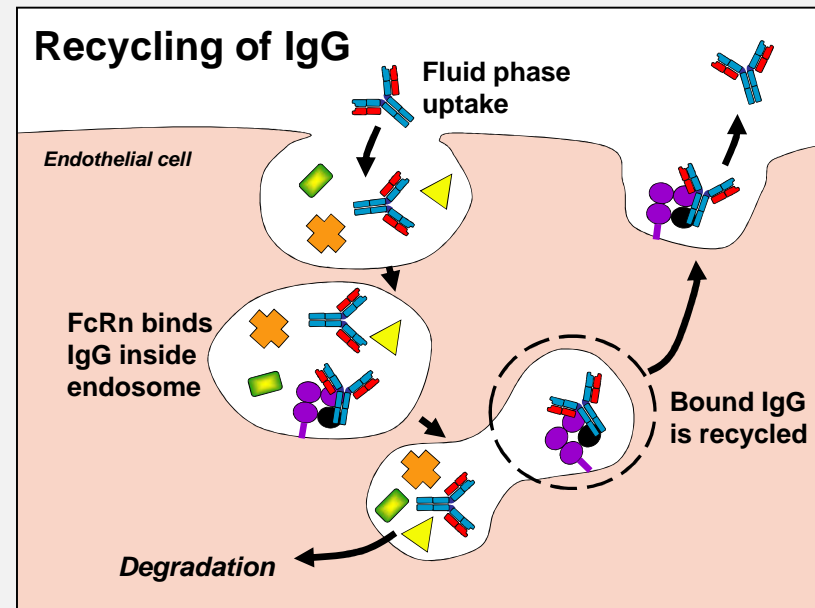 Recycling of IgG
Fluid phase
uptake
Endothelial cell
FcRn binds
IgG inside
endosome
Bound IgG
is recycled
Degradation